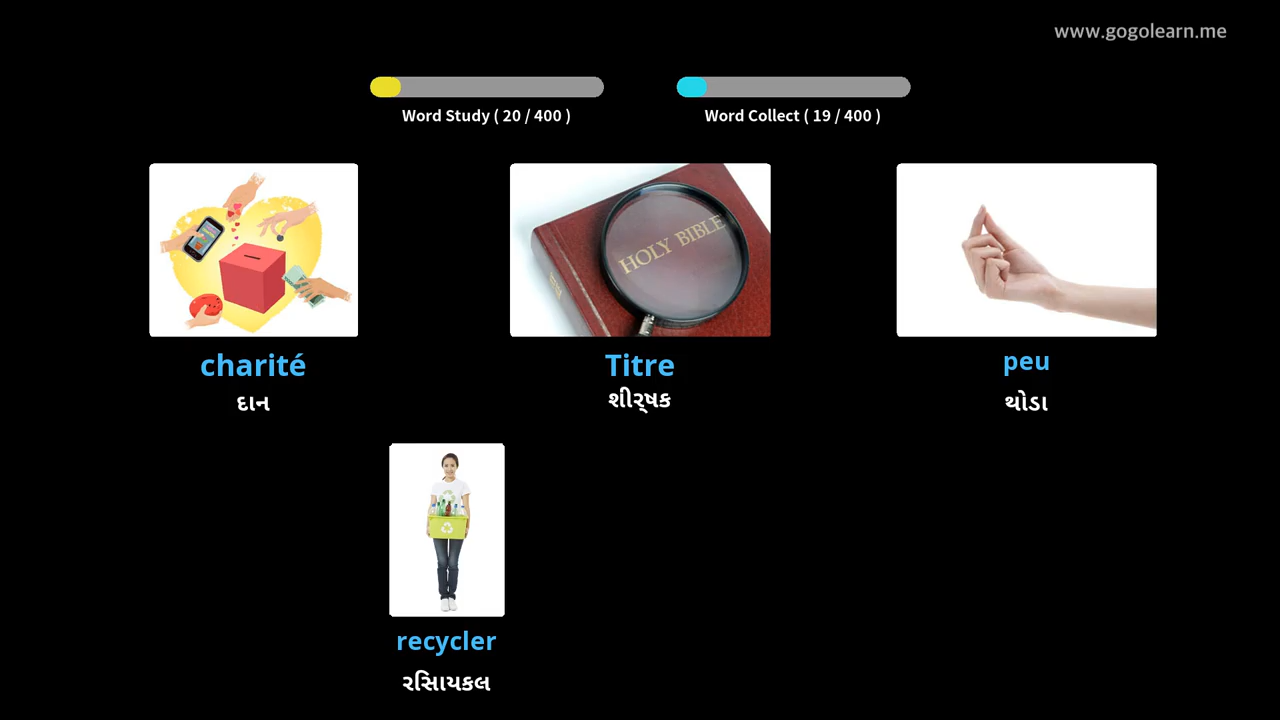 www.gogolearn.me
Word Study ( 20 / 400 )
Word Collect ( 19 / 400 )
HOLY BIBLE
charité
Titre
peu
દાન
શીર્ષક
થોડા
recycler
રિસાયકલ